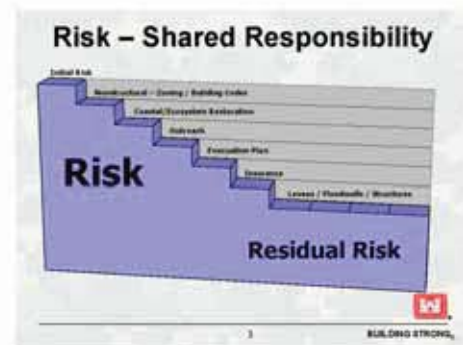 Risk – Shared Responsibility
Initial Risk
Nonstructural – Zoning / Building Codes
Coastal/Ecosystem Restoration
Outreach
Evacuation Plan
Insurance
Levees / Floodwalls / Structures
Risk
Residual Risk
3
BUILDING STRONG®